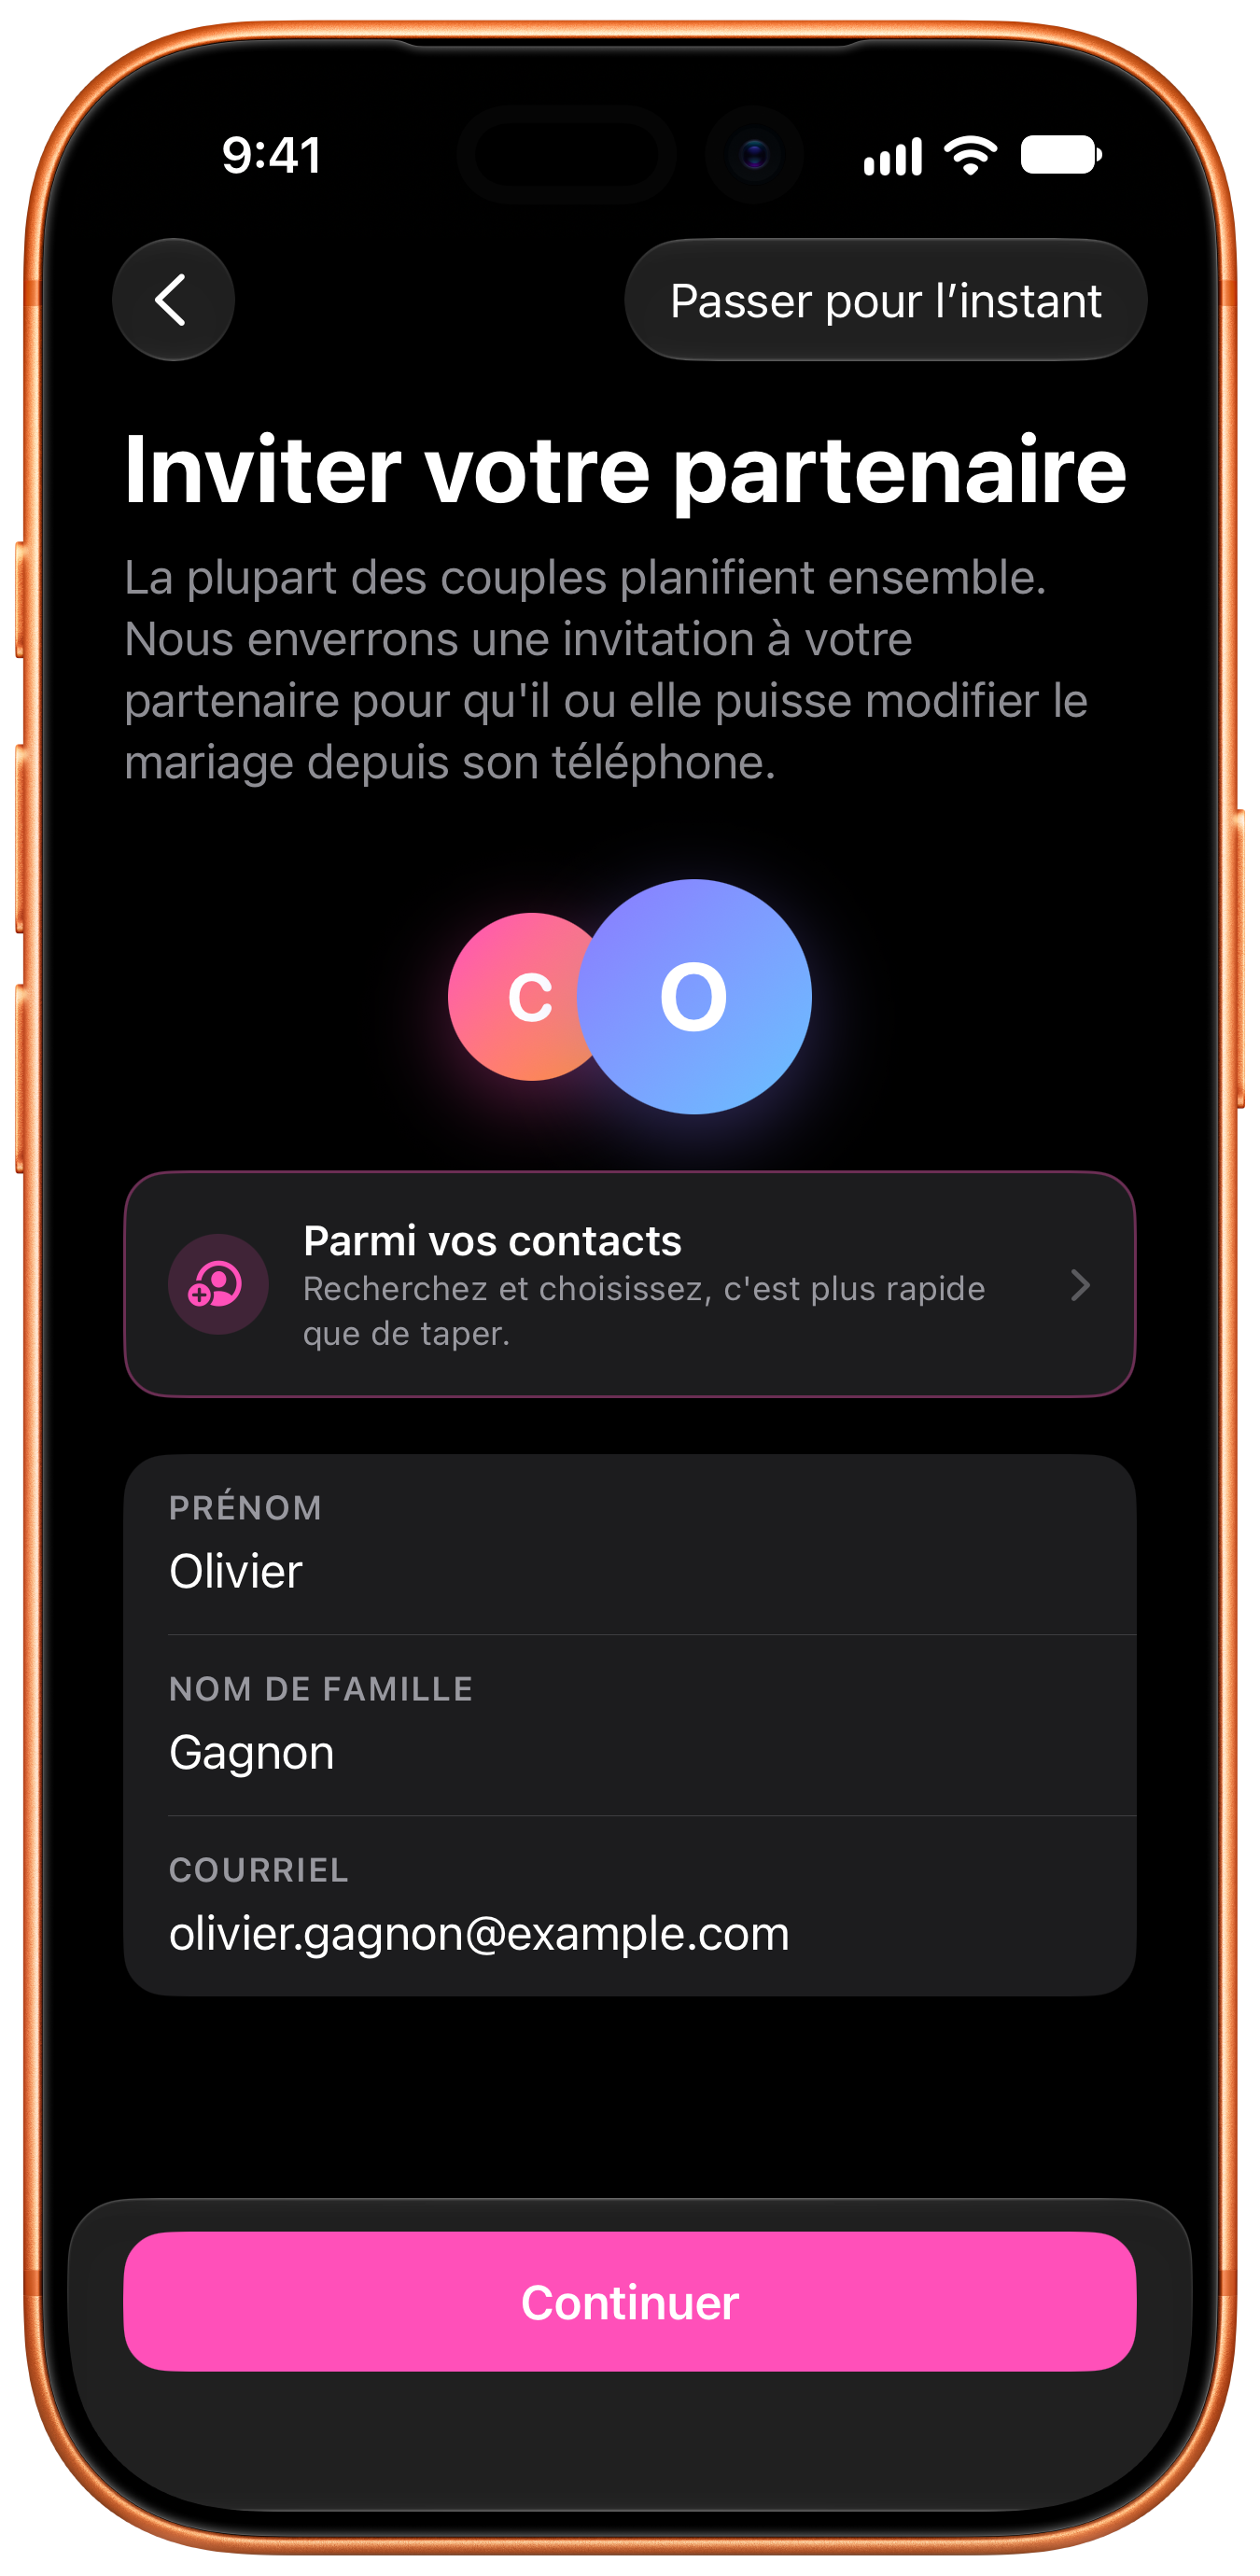 9:41
Passer pour l’instant
Inviter votre partenaire
La plupart des couples planifient ensemble.
Nous enverrons une invitation à votre
partenaire pour qu'il ou elle puisse modifier le
mariage depuis son téléphone.
C
O
Parmi vos contacts
Recherchez et choisissez, c'est plus rapide
que de taper.
PRÉNOM
Olivier
NOM DE FAMILLE
Gagnon
COURRIEL
olivier.gagnon@example.com
Continuer